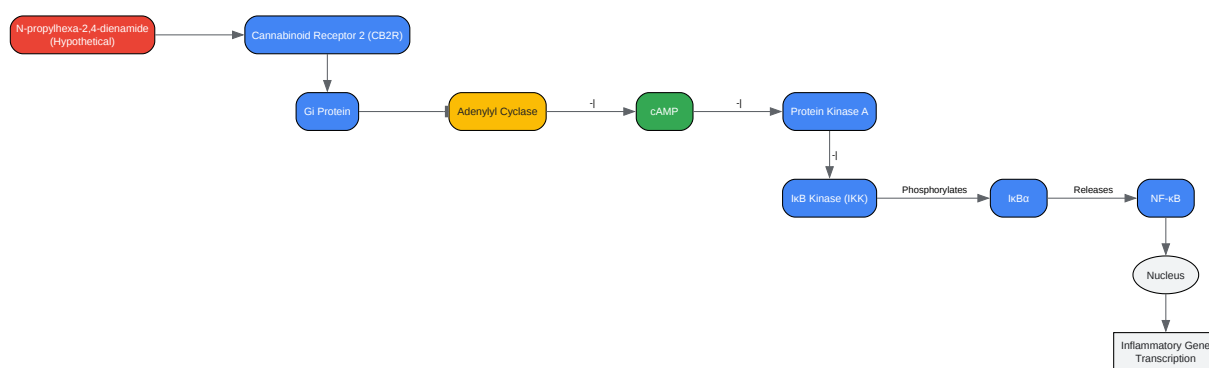 N-propylhexa-2,4-dienamide
(Hypothetical)
Cannabinoid Receptor 2 (CB2R)
Gi Protein
Adenylyl Cyclase
-|
cAMP
-|
Protein Kinase A
-|
IκB Kinase (IKK)
Phosphorylates
IκBα
Releases
NF-κB
Nucleus
Inflammatory Gene
Transcription